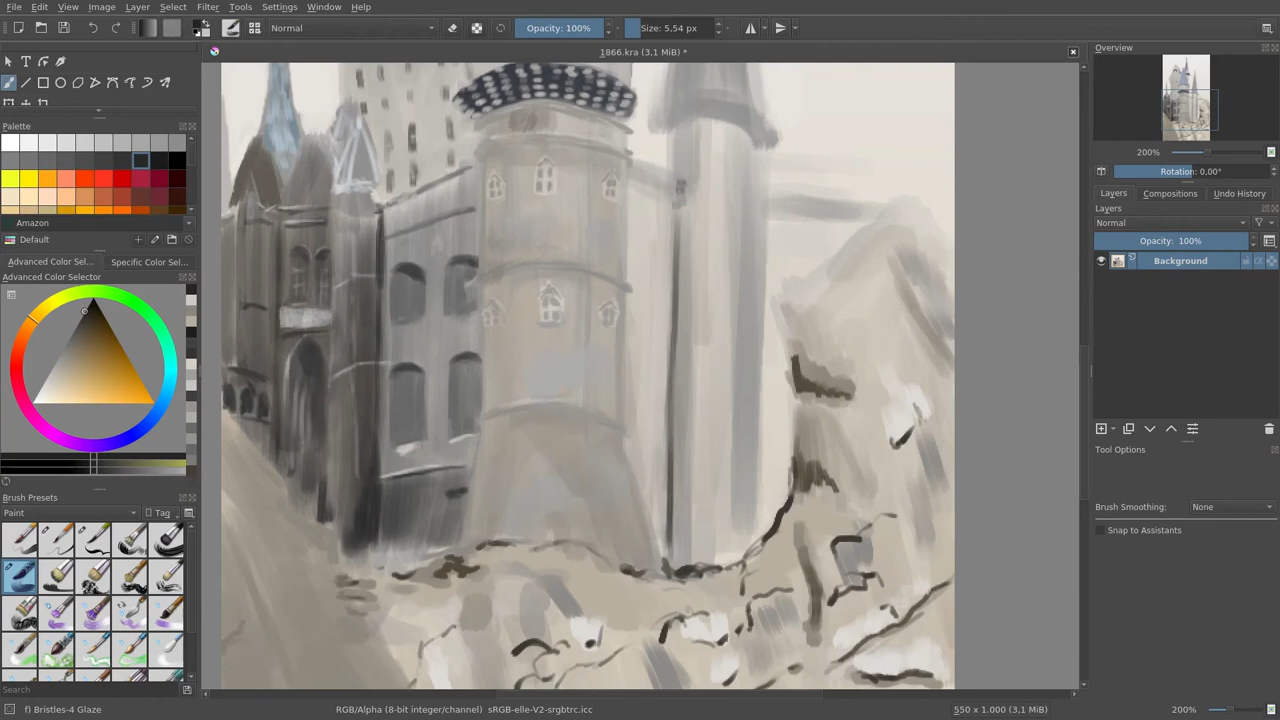 File Edit View Image Layer Select Filter Tools Settings Window Help
Normal Opacity: 100% Size: 5,54 px
1866.kra (3,1 MiB) *
Palette
Amazon
Default
Advanced Color Sel... Specific Color Sel...
Advanced Color Selector
Brush Presets
Paint Tag
Search
f) Bristles-4 Glaze
RGB/Alpha (8-bit integer/channel) sRGB-elle-V2-srgbtrc.icc
550 x 1.000 (3,1 MiB)
200%
Overview
200%
Rotation: 0,00°
Layers Compositions Undo History
Layers
Normal
Opacity: 100%
Background
Tool Options
Brush Smoothing: None
Snap to Assistants